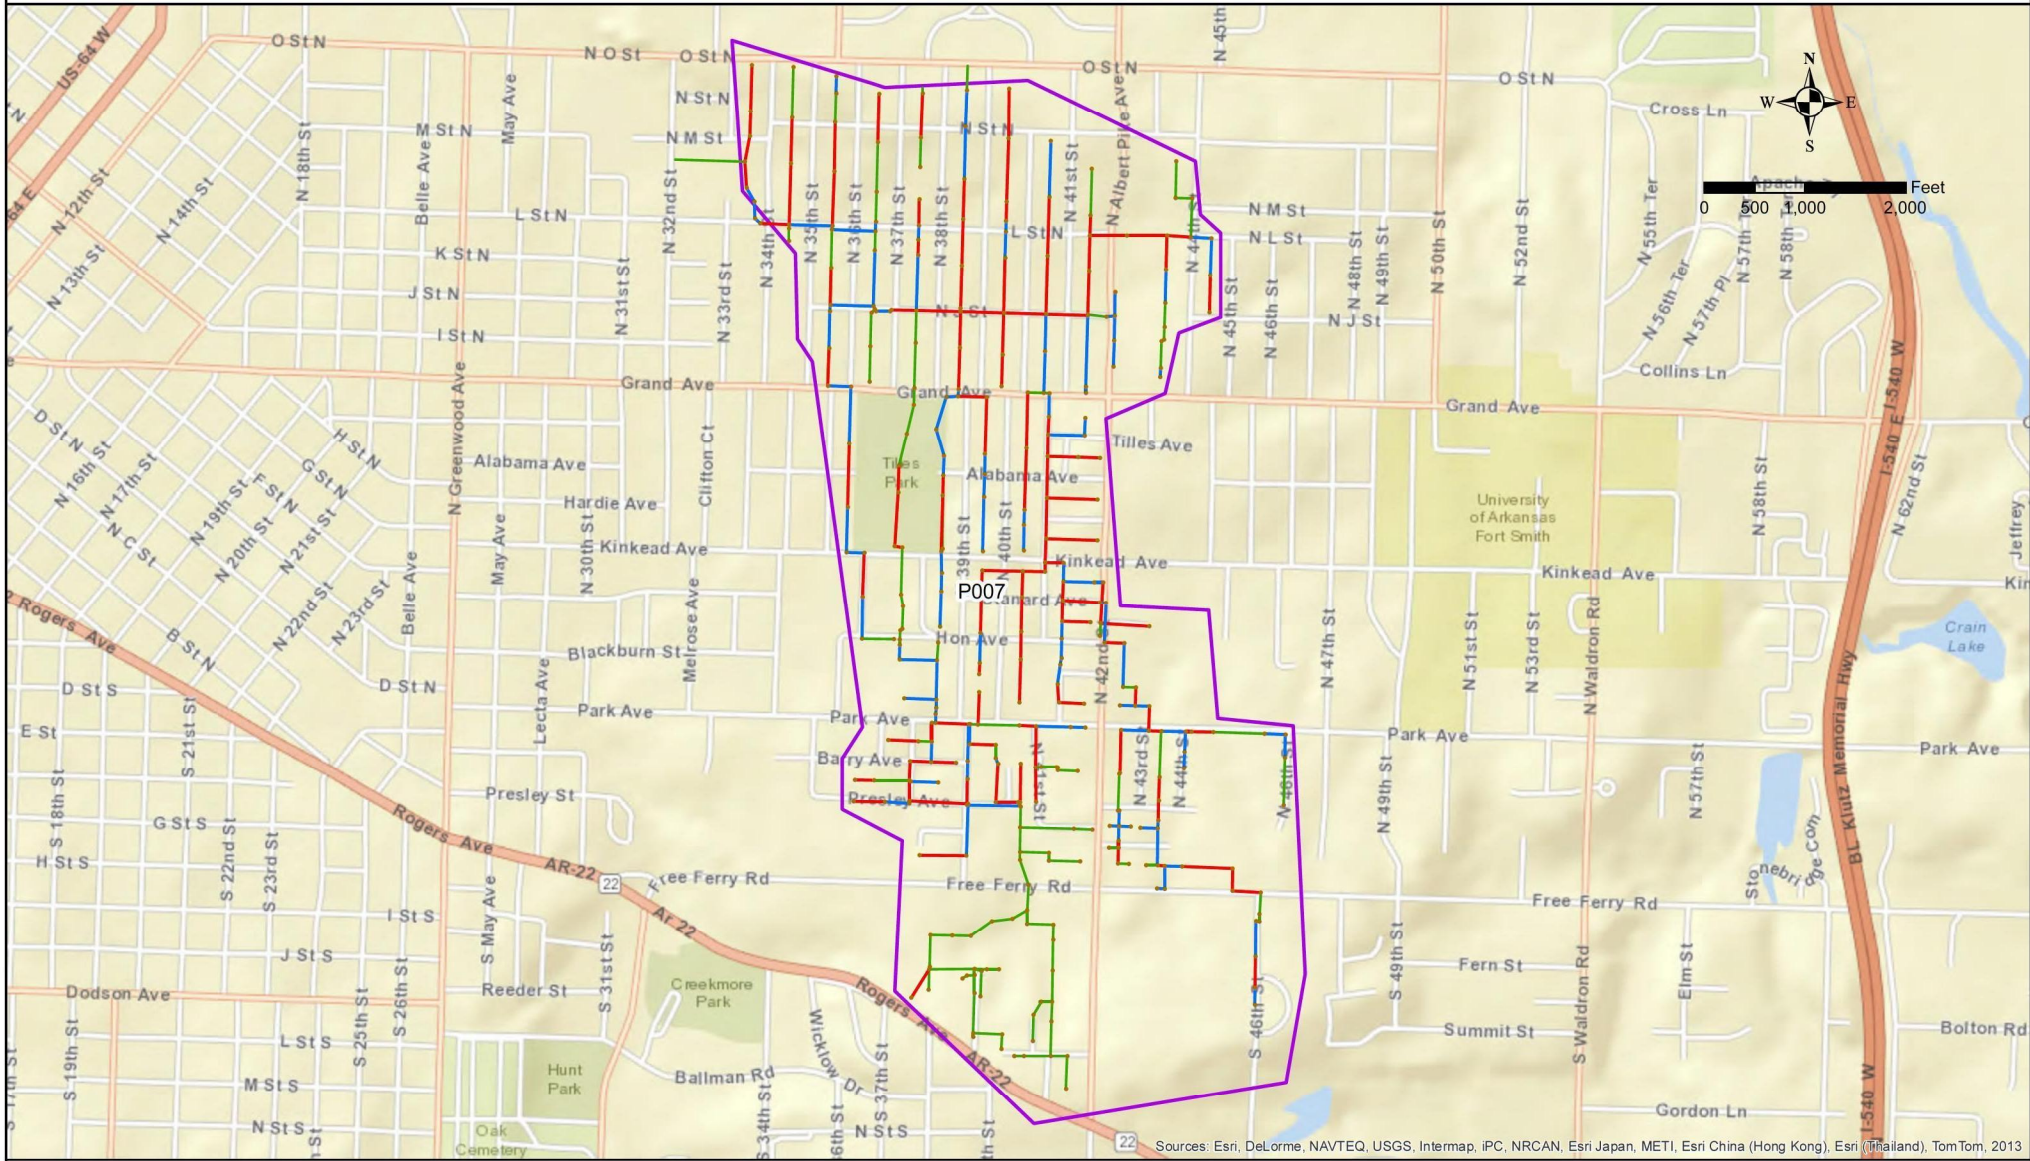 US-64 W
O St N
N O St
O St N
O St N
N 45th
O St N
N
W E
S
Cross Ln
May Ave
N St N
M St N
N M St
N St N
N 18th St
Belle Ave
N 12th St
N 14th St
N 32nd St
L St N
N 34th
N 35th St
N 36th St
N 37th St
N 38th St
N 41st St
N Albert Pike Ave
L St N
N M St
N L St
N 44th St
N 50th St
N 52nd St
N 55th Ter
Feet
0 500 1,000 2,000
64 E
K St N
N 13th St
J St N
N 31st St
N 33rd St
I St N
N J St
N 45th St
N 46th St
N 48th St
N 49th St
N J St
N 56th Ter
N 57th Pl
Collins Ln
Grand Ave
Grand Ave
Grand Ave
I-540 W
I-540 E
N Greenwood Ave
D St N
H St N
G St N
F St N
N 16th St
N 17th St
N 19th St
N 20th St
N 21st St
N C St
Alabama Ave
Hardie Ave
Clifton Ct
Tilles
Park
Alabama Ave
Tilles Ave
University
of Arkansas
Fort Smith
N 58th St
N 62nd St
Jeffrey
May Ave
N 30th St
Kinkead Ave
39th St
N 40th St
Kinkead Ave
Kinkead Ave
Kin
Rogers Ave
B St N
N 22nd St
N 23rd St
Belle Ave
Melrose Ave
P007
Hon Ave
N 42nd
N 47th St
N 51st St
N 53rd St
N Waldron Rd
Crain
Lake
Blackburn St
D St S
D St N
Lecta Ave
Park Ave
Park Ave
Park Ave
Park Ave
E St
S 21st St
Barry Ave
N 41st St
N 43rd St
N 44th S
N 46th St
N 49th St
N 57th St
BL Klutz Memorial Hwy
S 18th St
Presley St
Presley Ave
G St S
S 22nd St
S 23rd St
H St S
Rogers Ave
AR-22
22
Free Ferry Rd
Free Ferry Rd
Free Ferry Rd
Stonebridge Com
I St S
Ar 22
S May Ave
J St S
S 31st St
Creekmore
Park
Reeder St
Dodson Ave
Rogers Ave
S 49th St
Fern St
Elm St
S Waldron Rd
S 25th St
S 26th St
S 19th St
L St S
Wicklow Dr
S 37th St
AR-22
S 46th St
Summit St
Bolton Rd
M St S
Hunt
Park
Ballman Rd
S 34th St
36th St
N St S
N St S
Oak
Cemetery
22
Gordon Ln
I-540 W
Sources: Esri, DeLorme, NAVTEQ, USGS, Intermap, iPC, NRCAN, Esri Japan, METI, Esri China (Hong Kong), Esri (Thailand), TomTom, 2013